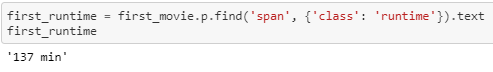 first_runtime = first_movie.p.find('span', {'class': 'runtime'}).text
first_runtime
'137 min'